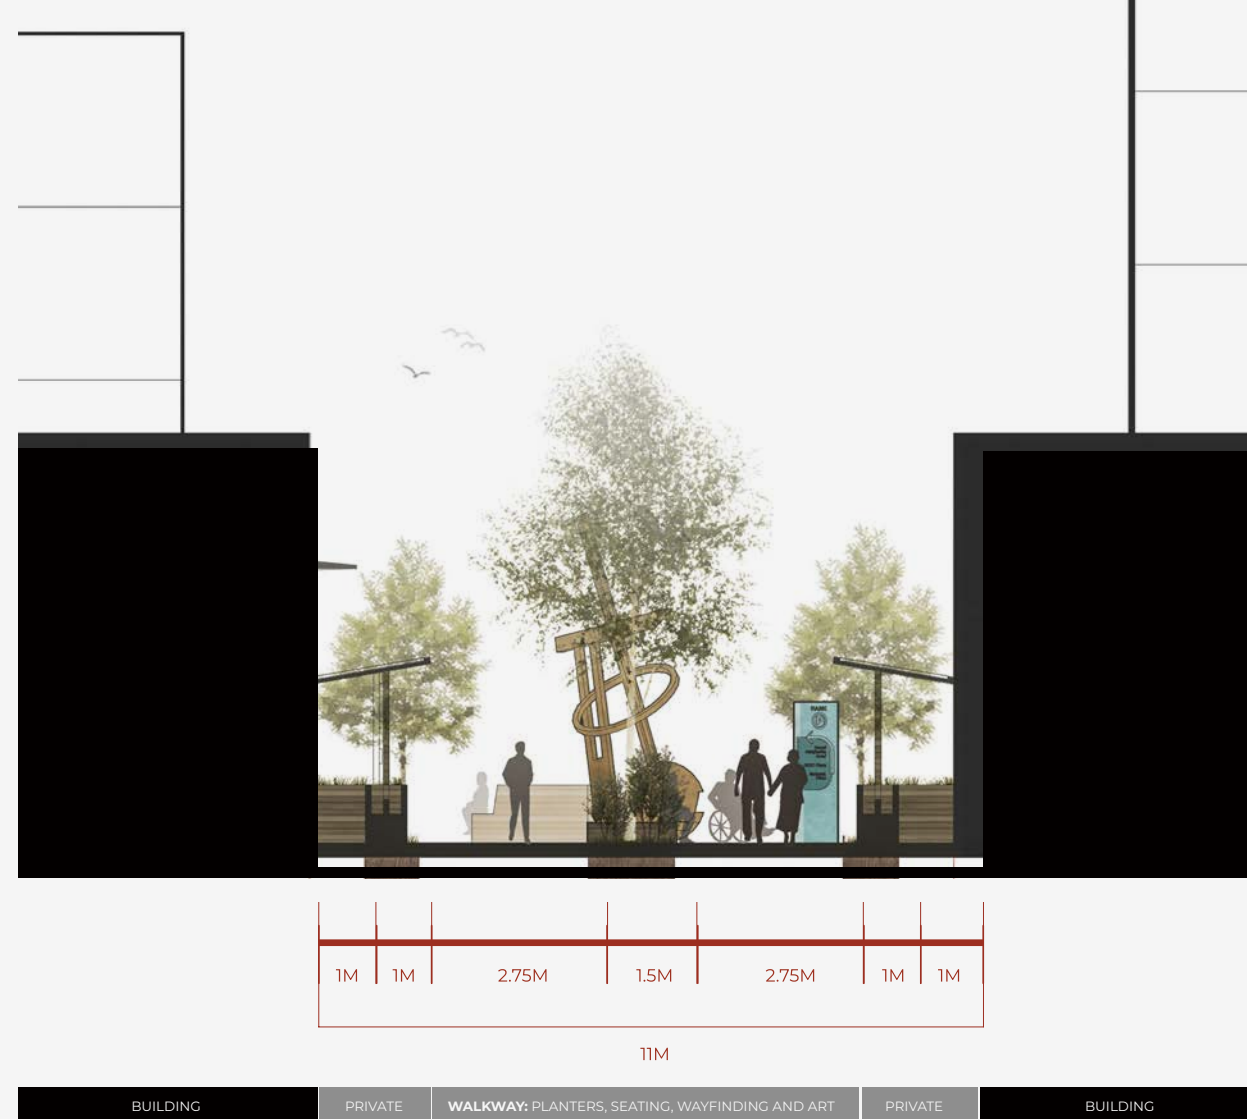 BANK
1M 1M 2.75M 1.5M 2.75M 1M 1M
11M
BUILDING PRIVATE WALKWAY: PLANTERS, SEATING, WAYFINDING AND ART PRIVATE BUILDING